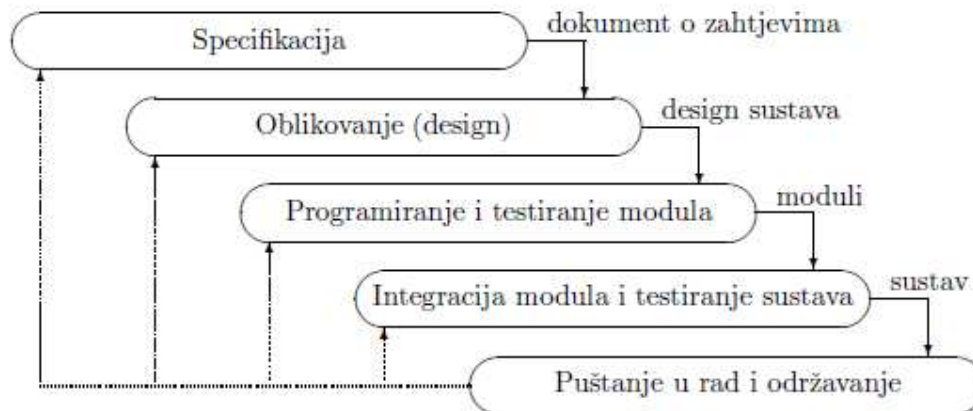 Specifikacija
dokument o zahtjevima
Oblikovanje (design)
design sustava
Programiranje i testiranje modula
moduli
Integracija modula i testiranje sustava
sustav
Puštanje u rad i održavanje